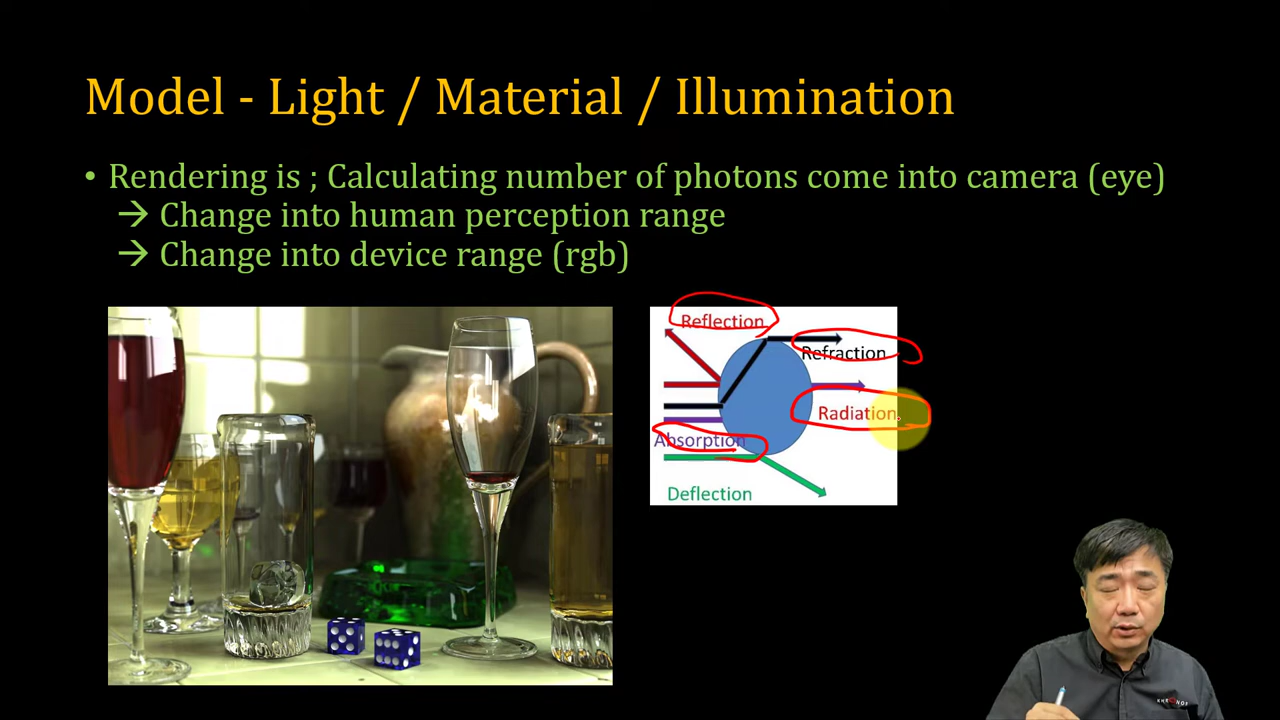 Model - Light / Material / Illumination
• Rendering is ; Calculating number of photons come into camera (eye)
→ Change into human perception range
→ Change into device range (rgb)
Reflection
Refraction
Radiation
Absorption
Deflection
KHRONOS